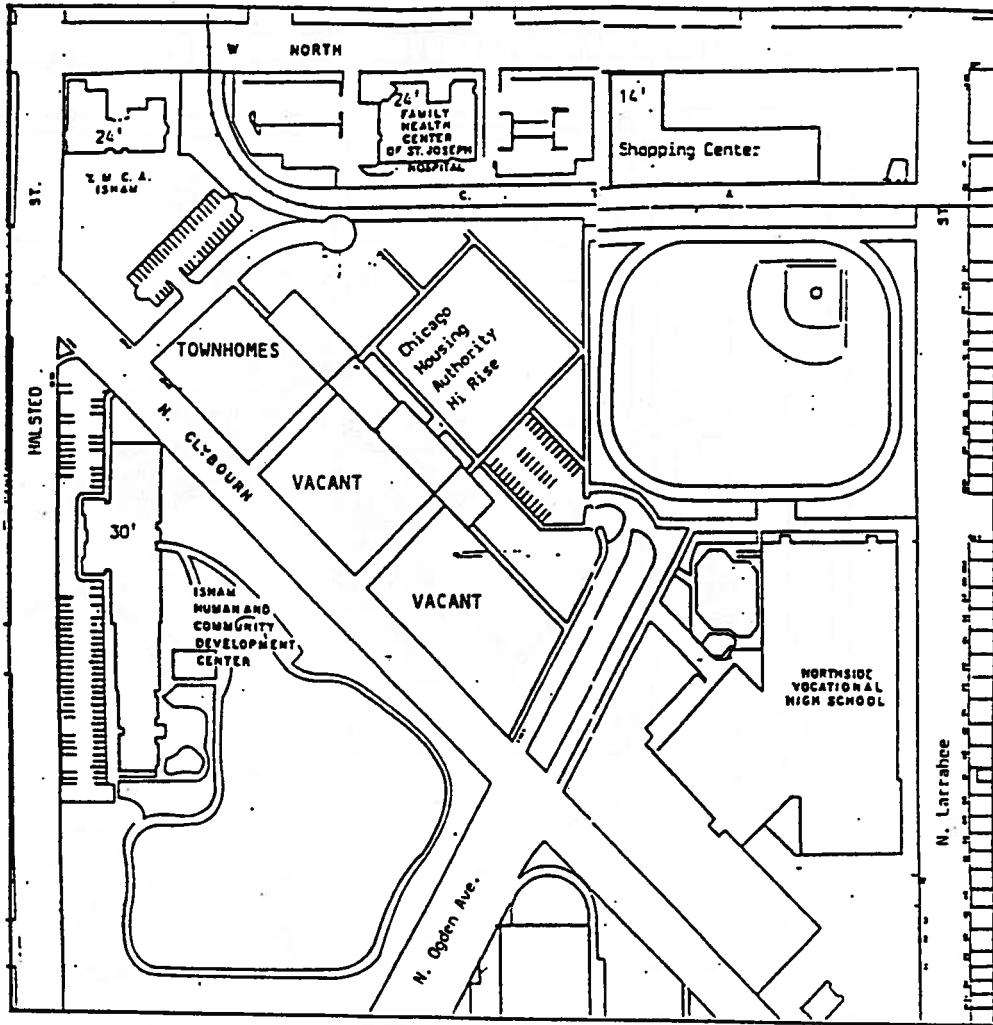 W NORTH
24'
Y M C. A.
ISHAM
24'
FAMILY
HEALTH
CENTER
OF ST. JOSEPH
HOSPITAL
14'
Shopping Center
C. T A
ST.
HALSTED
ST
TOWNHOMES
Chicago
Housing
Authority
Hi Rise
N. CLYBOURN
VACANT
VACANT
30'
ISHAM
HUMAN AND
COMMUNITY
DEVELOPMENT
CENTER
NORTHSIDE
VOCATIONAL
HIGH SCHOOL
N. Larrabee
N. Ogden Ave.